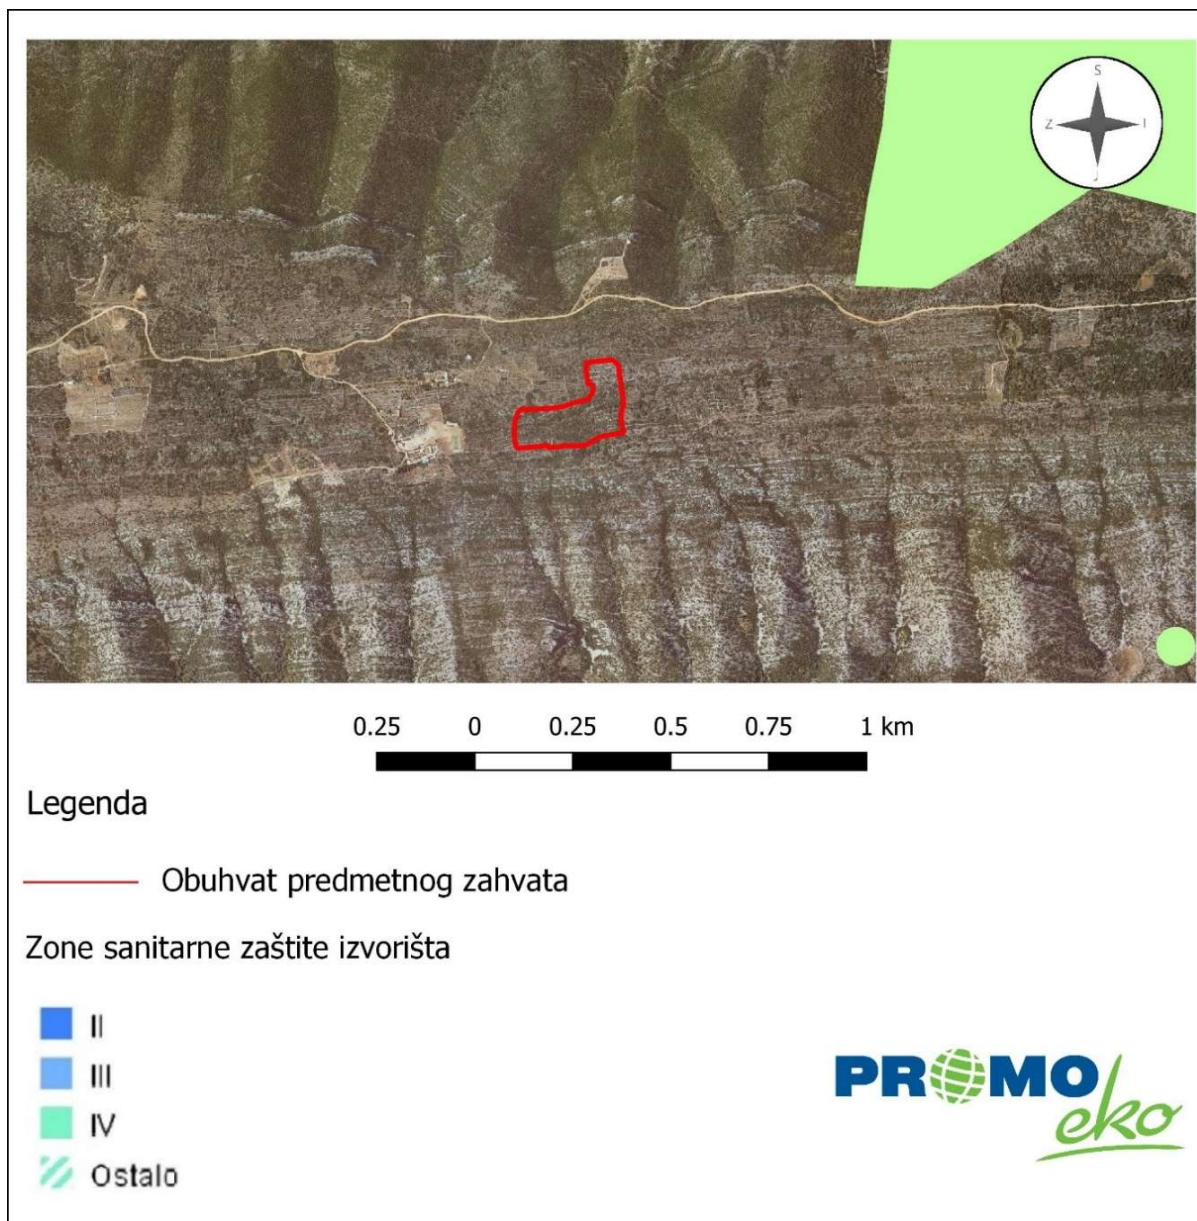 S
Z I
J
0.25 0 0.25 0.5 0.75 1 km
Legenda
Obuhvat predmetnog zahvata
Zone sanitarne zaštite izvorišta
II
III
IV
Ostalo
PROMO
eko